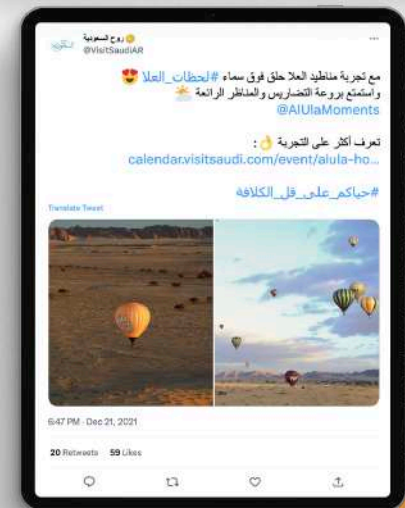 روح السعودية
@VisitSaudiAR
مع تجربة مناطيد العلا حلق فوق سماء #لحظات_العلا 😍
واستمتع بروعة التضاريس والمناظر الرائعة ⛅
@AlUlaMoments
تعرف أكثر على التجربة 👌:
calendar.visitsaudi.com/event/alula-ho...
#حياكم_على_قل_الكلافة
Translate Tweet
6:47 PM · Dec 21, 2021
20 Retweets 59 Likes